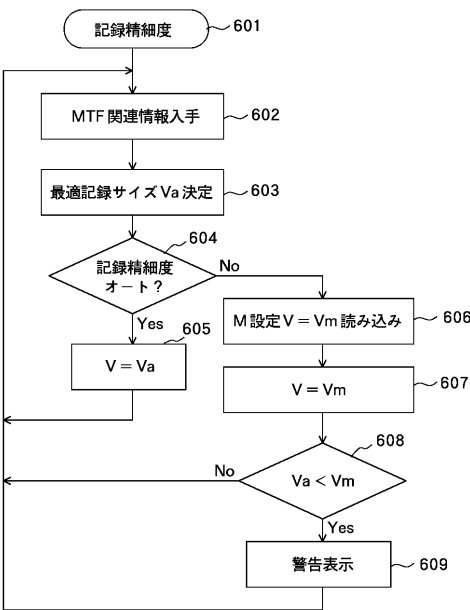 記録精細度
601
MTF関連情報入手
602
最適記録サイズVa決定
603
604
記録精細度
オート?
No
Yes
605
V=Va
M設定V=Vm読み込み
606
V=Vm
607
608
Va<Vm
No
Yes
警告表示
609